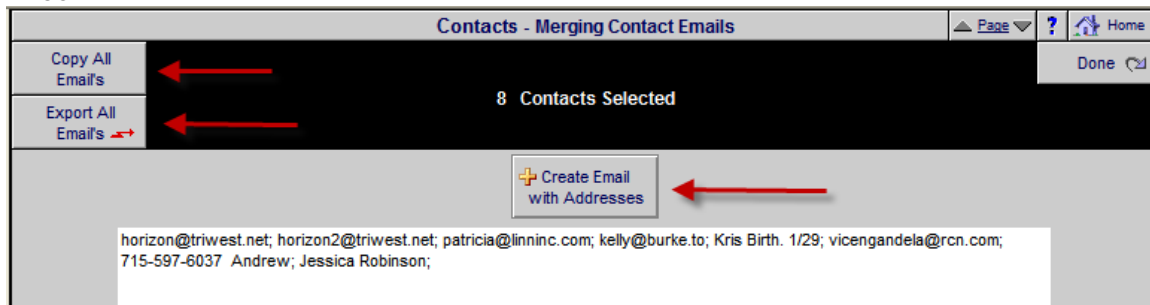 Contacts - Merging Contact Emails
Page
?
Home
Copy All
Email's
Done
8 Contacts Selected
Export All
Email's
Create Email
with Addresses
horizon@triwest.net; horizon2@triwest.net; patricia@linninc.com; kelly@burke.to; Kris Birth. 1/29; vicengandela@rcn.com;
715-597-6037 Andrew; Jessica Robinson;